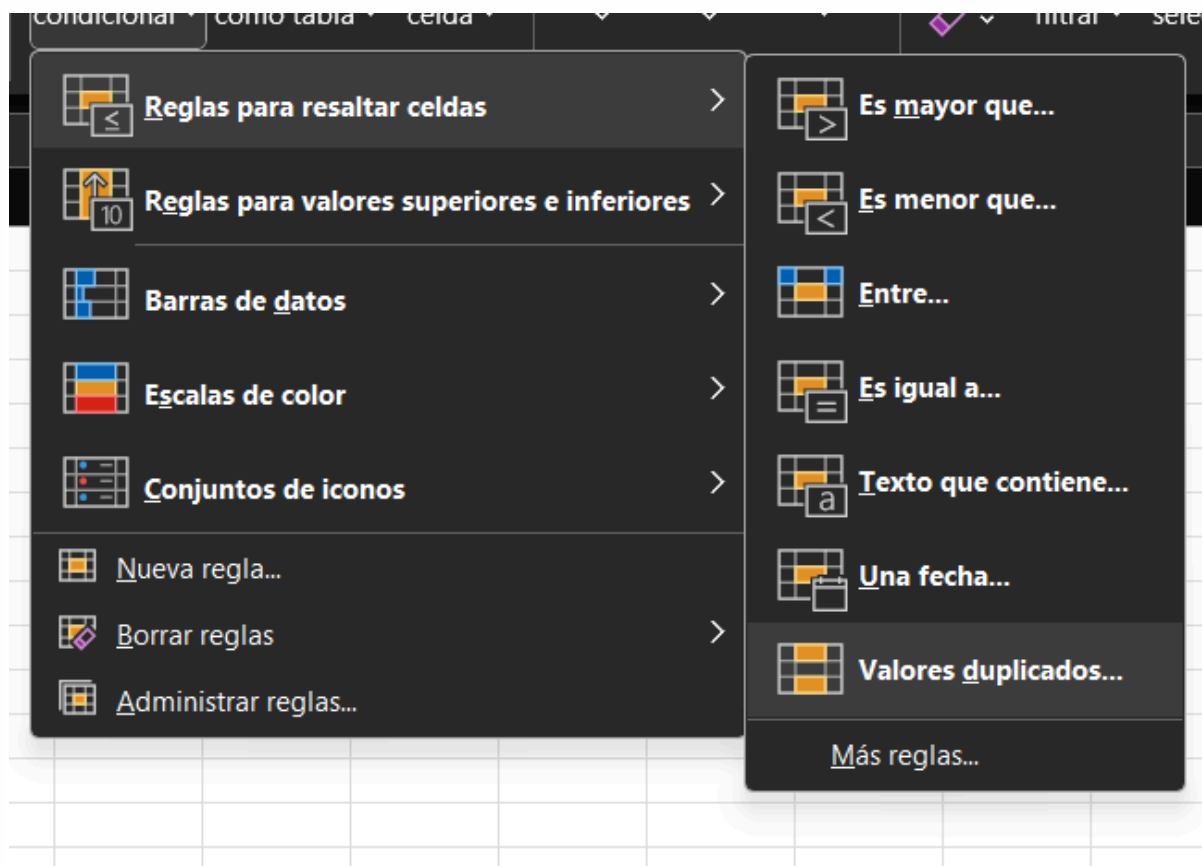 condicional como tabla celda filtrar
Reglas para resaltar celdas
Reglas para valores superiores e inferiores
10
Barras de datos
Escalas de color
Conjuntos de iconos
Nueva regla...
Borrar reglas
Administrar reglas...
Es mayor que...
Es menor que...
Entre...
Es igual a...
a
Texto que contiene...
Una fecha...
Valores duplicados...
Más reglas...